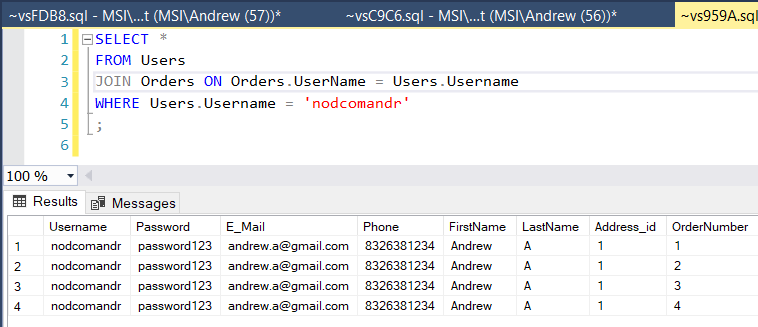 ~vsFDB8.sql - MSI\...t (MSI\Andrew (57))* ~vsC9C6.sql - MSI\...t (MSI\Andrew (56))* ~vs959A.sql
1 SELECT *
2 FROM Users
3 JOIN Orders ON Orders.UserName = Users.Username
4 WHERE Users.Username = 'nodcomandr'
5 ;
6
100 %
Results Messages
Username Password E_Mail Phone FirstName LastName Address_id OrderNumber
1 nodcomandr password123 andrew.a@gmail.com 8326381234 Andrew A 1 1
2 nodcomandr password123 andrew.a@gmail.com 8326381234 Andrew A 1 2
3 nodcomandr password123 andrew.a@gmail.com 8326381234 Andrew A 1 3
4 nodcomandr password123 andrew.a@gmail.com 8326381234 Andrew A 1 4